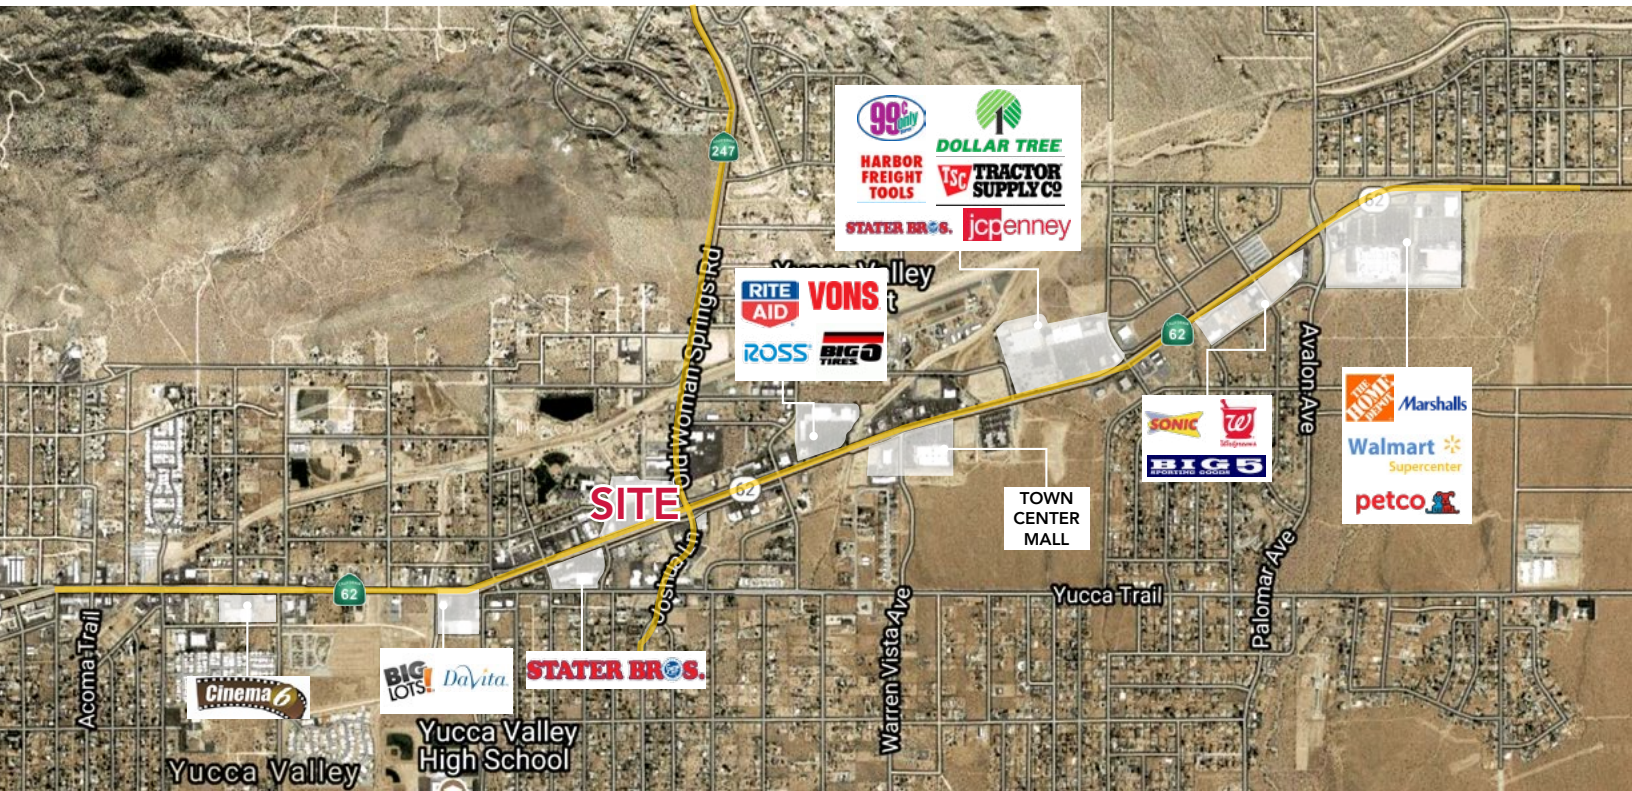 247
99¢
only
DOLLAR TREE
HARBOR
FREIGHT
TOOLS
TSC
TRACTOR
SUPPLY CO
STATER BROS.
jcpenney
62
Old Woman Springs Rd
Yucca Valley
RITE
AID
VONS
ROSS
BIG O
TIRES
62
Avalon Ave
THE
HOME
DEPOT
Marshalls
Walmart
Supercenter
petco
SONIC
W
Walgreens
BIG 5
SPORTING GOODS
SITE
62
TOWN
CENTER
MALL
Joshua Ln
62
Yucca Trail
Palomar Ave
Warren Vista Ave
Acoma Trail
Cinema 6
BIG
LOTS!
DaVita.
STATER BROS.
Yucca Valley
High School
Yucca Valley